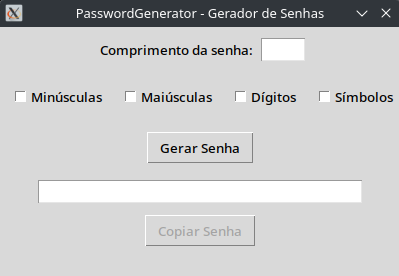 PasswordGenerator - Gerador de Senhas
Comprimento da senha:
Minúsculas Maiúsculas Dígitos Símbolos
Gerar Senha
Copiar Senha